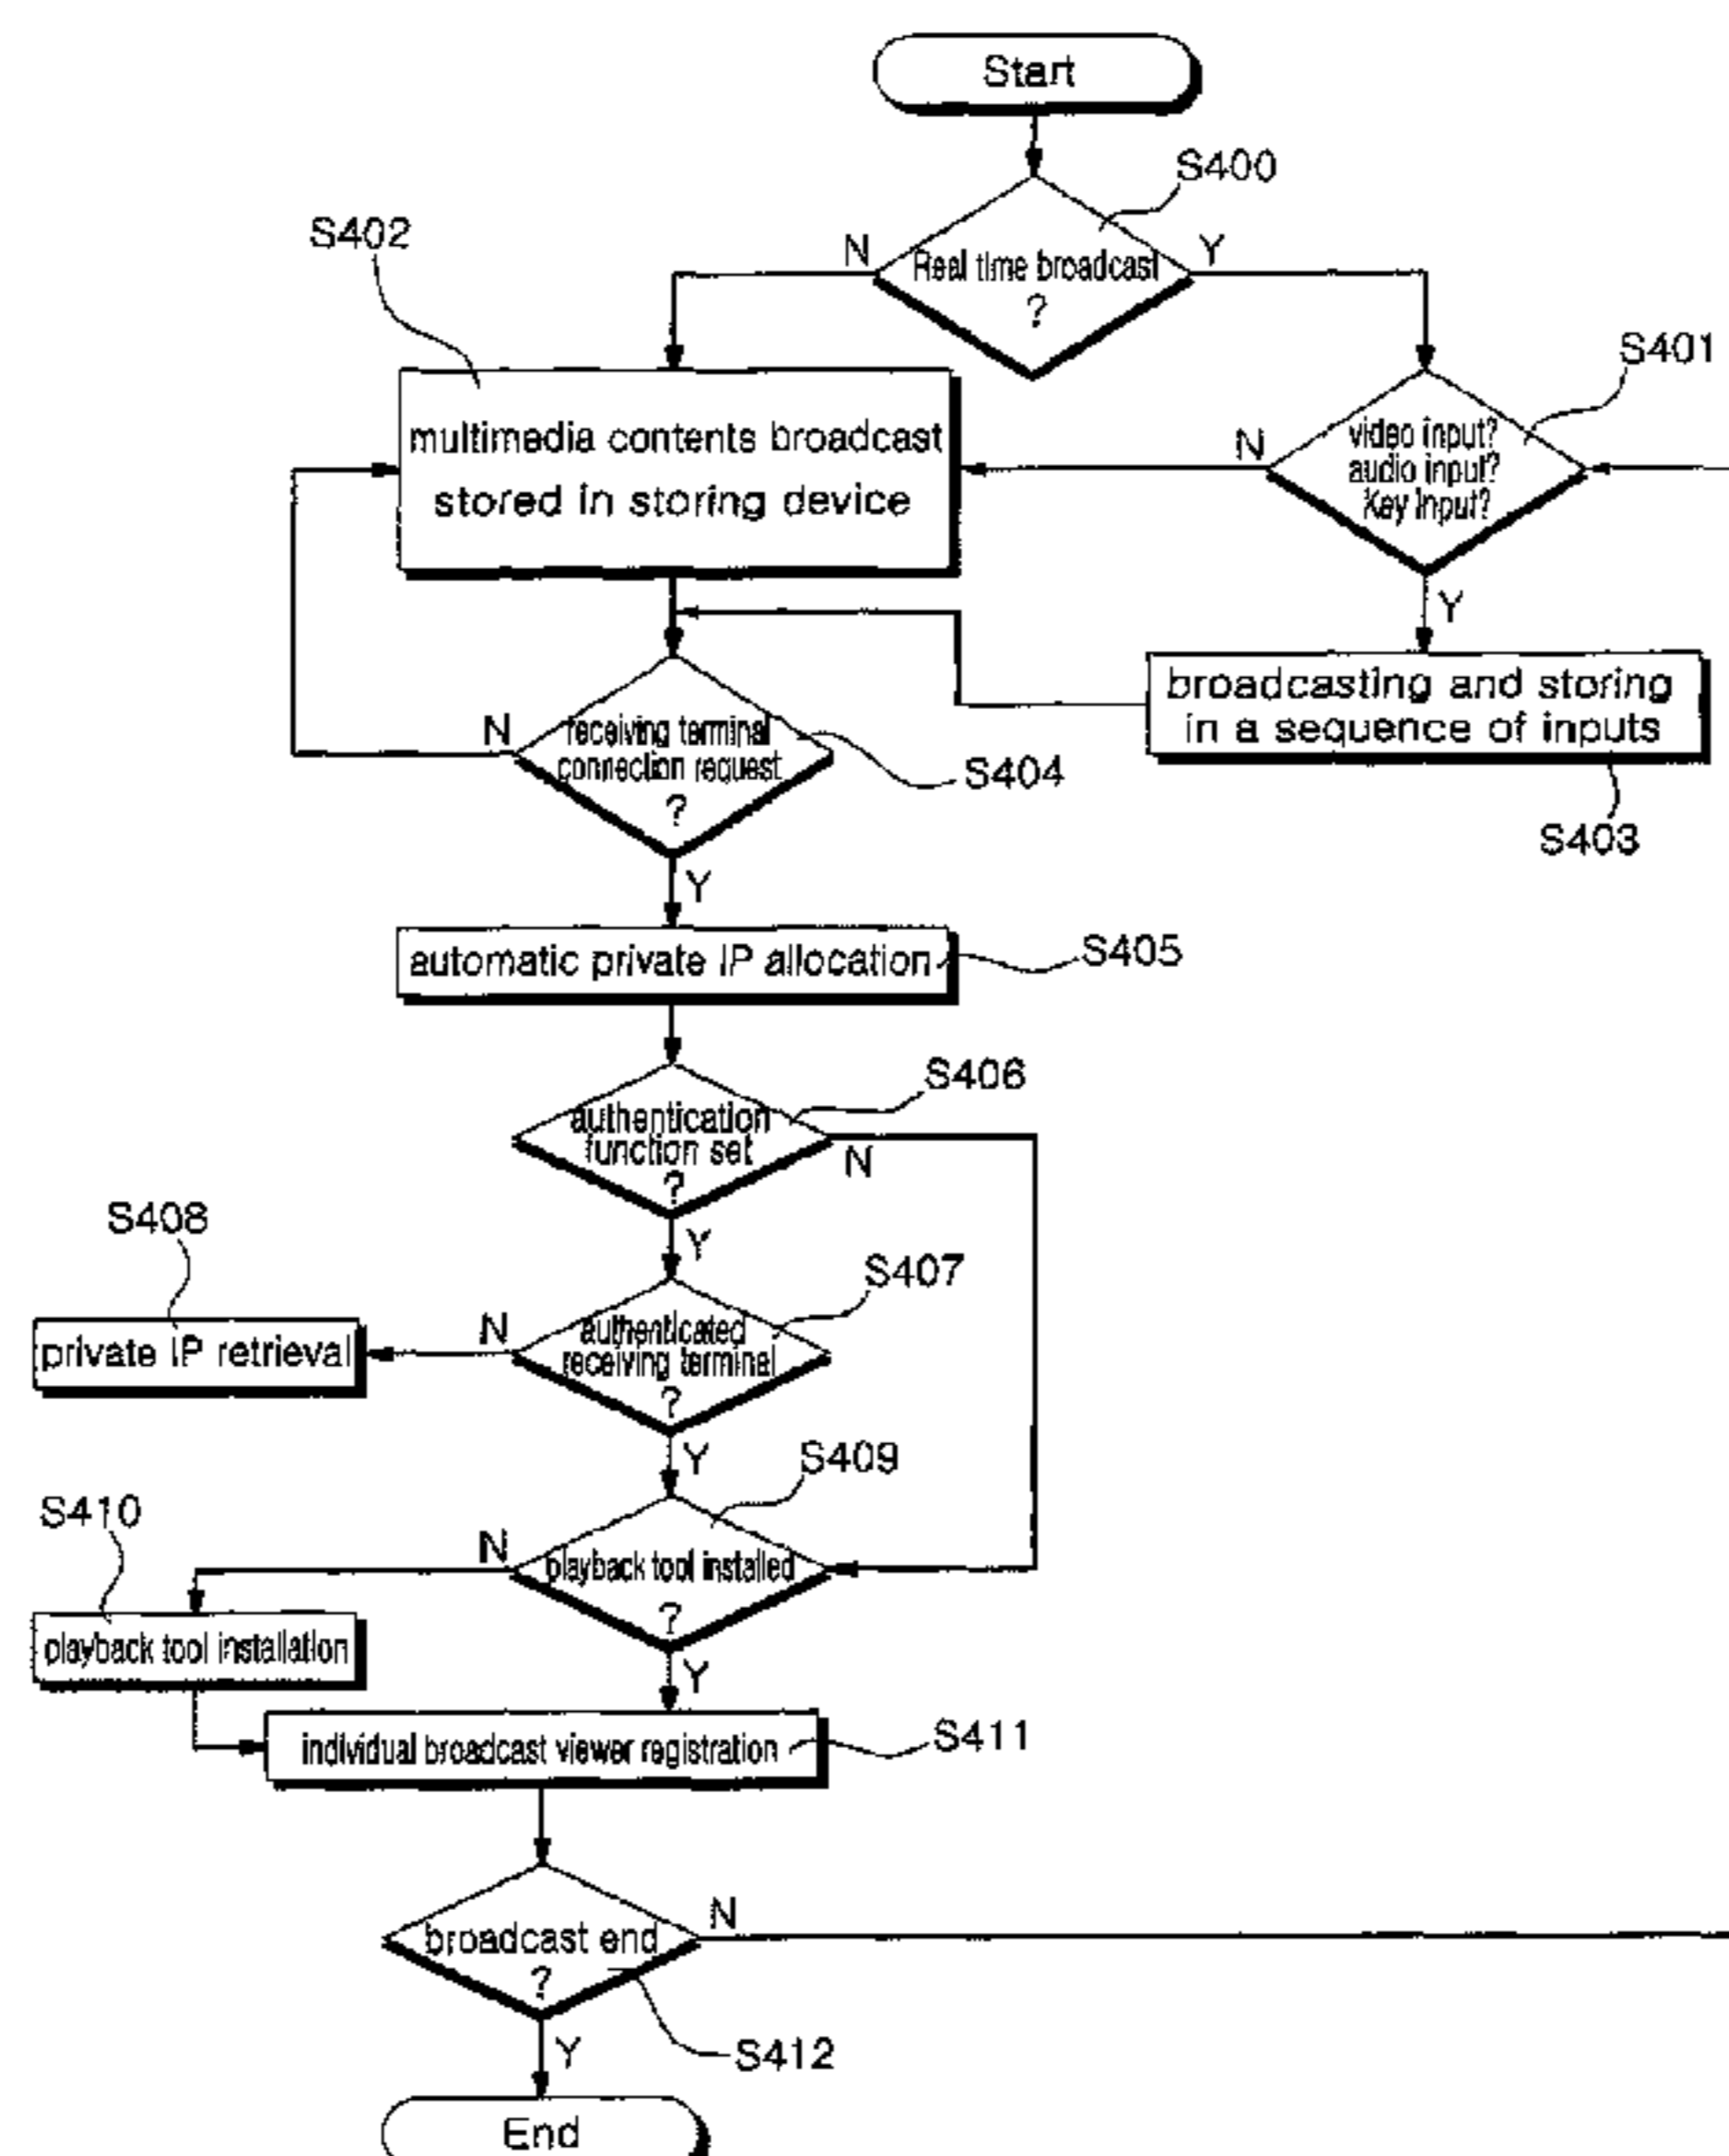 Start
S400
S402
N
Real time broadcast
?
Y
S401
multimedia contents broadcast
stored in storing device
N
video input?
audio input?
Key input?
Y
broadcasting and storing
in a sequence of inputs
S403
N
receiving terminal
connection request
?
S404
Y
automatic private IP allocation
S405
S406
authentication
function set
?
N
Y
S408
S407
private IP retrieval
N
authenticated
receiving terminal
?
Y
S409
S410
N
playback tool installed
?
playback tool installation
Y
individual broadcast viewer registration
S411
broadcast end
?
N
Y
S412
End